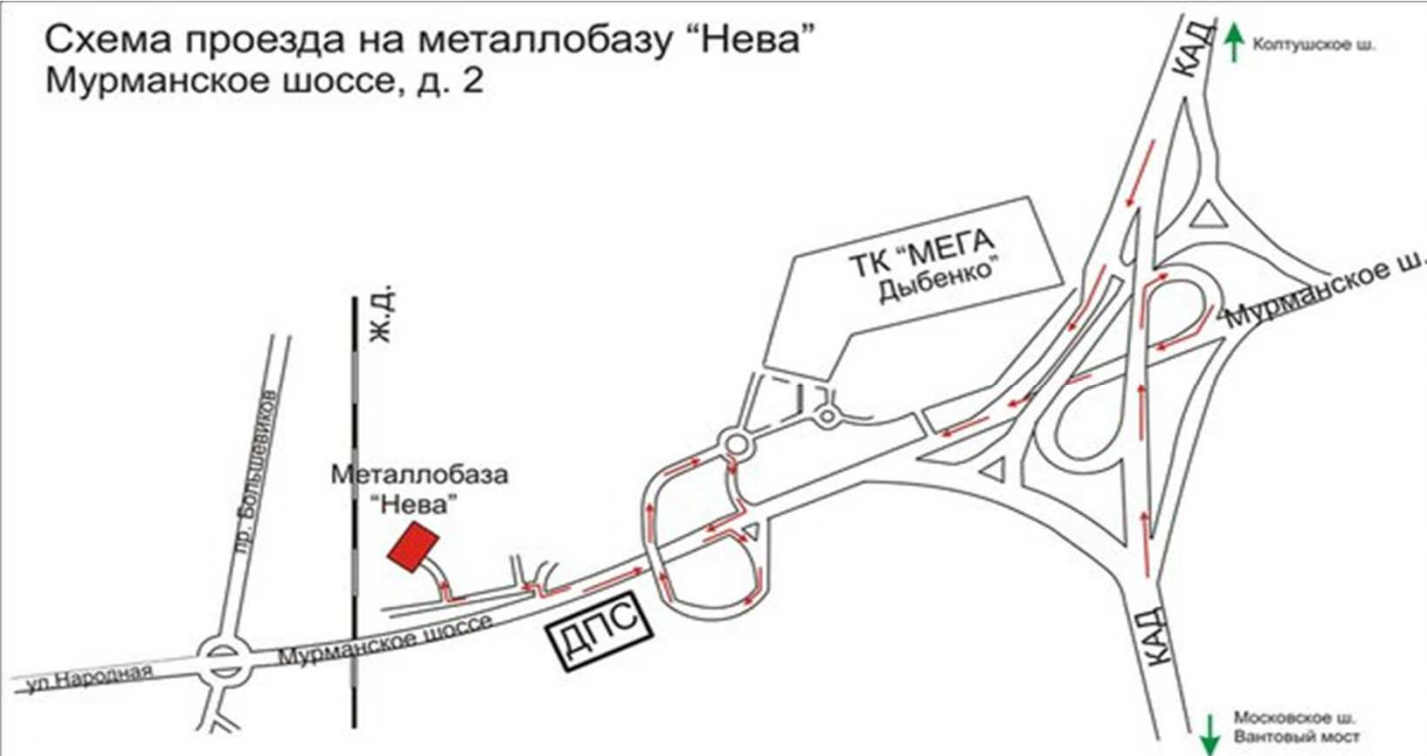 Схема проезда на металлобазу “Нева”
Мурманское шоссе, д. 2
КАД
Колтушское ш.
ТК “МЕГА
Дыбенко”
Мурманское ш.
ж.д.
пр. Большевиков
Металлобаза
“Нева”
ДПС
Мурманское шоссе
ул.Народная
КАД
Московское ш.
Вантовый мост